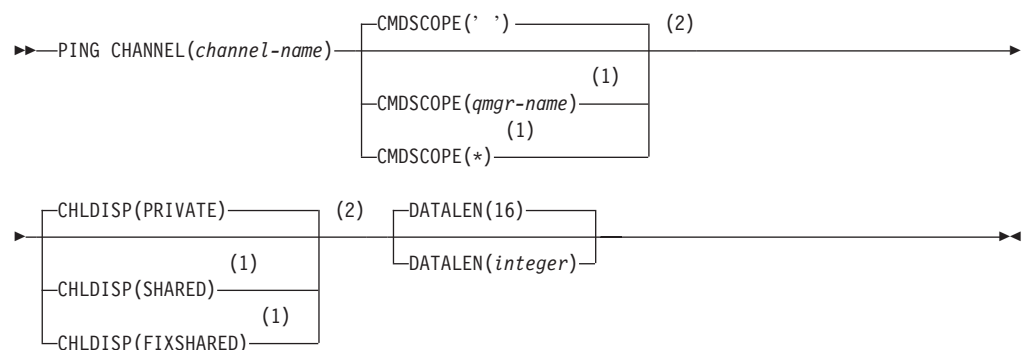 CMDSCOPE(' ') (2)
PING CHANNEL(channel-name)
(1)
CMDSCOPE(qmgr-name)
(1)
CMDSCOPE(*)
CHLDISP(PRIVATE) (2) DATALEN(16)
(1) DATALEN(integer)
CHLDISP(SHARED)
(1)
CHLDISP(FIXSHARED)